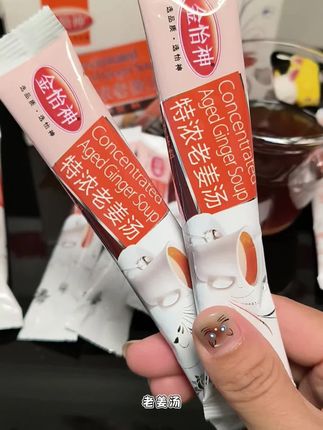 金怡神
选品质·选怡神
Concentrated
Aged Ginger Soup
特浓老姜汤
金怡神
选品质·选怡神
Concentrated
Aged Ginger Soup
特浓老姜汤
老姜汤